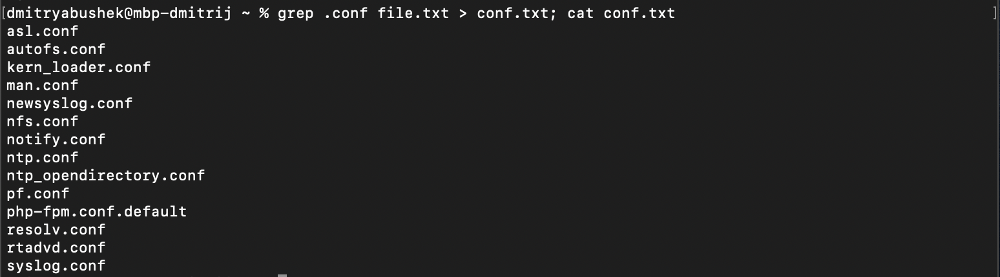 [dmitryabushek@mbp-dmitrij ~ % grep .conf file.txt > conf.txt; cat conf.txt ]
asl.conf
autofs.conf
kern_loader.conf
man.conf
newsyslog.conf
nfs.conf
notify.conf
ntp.conf
ntp_opendirectory.conf
pf.conf
php-fpm.conf.default
resolv.conf
rtadvd.conf
syslog.conf